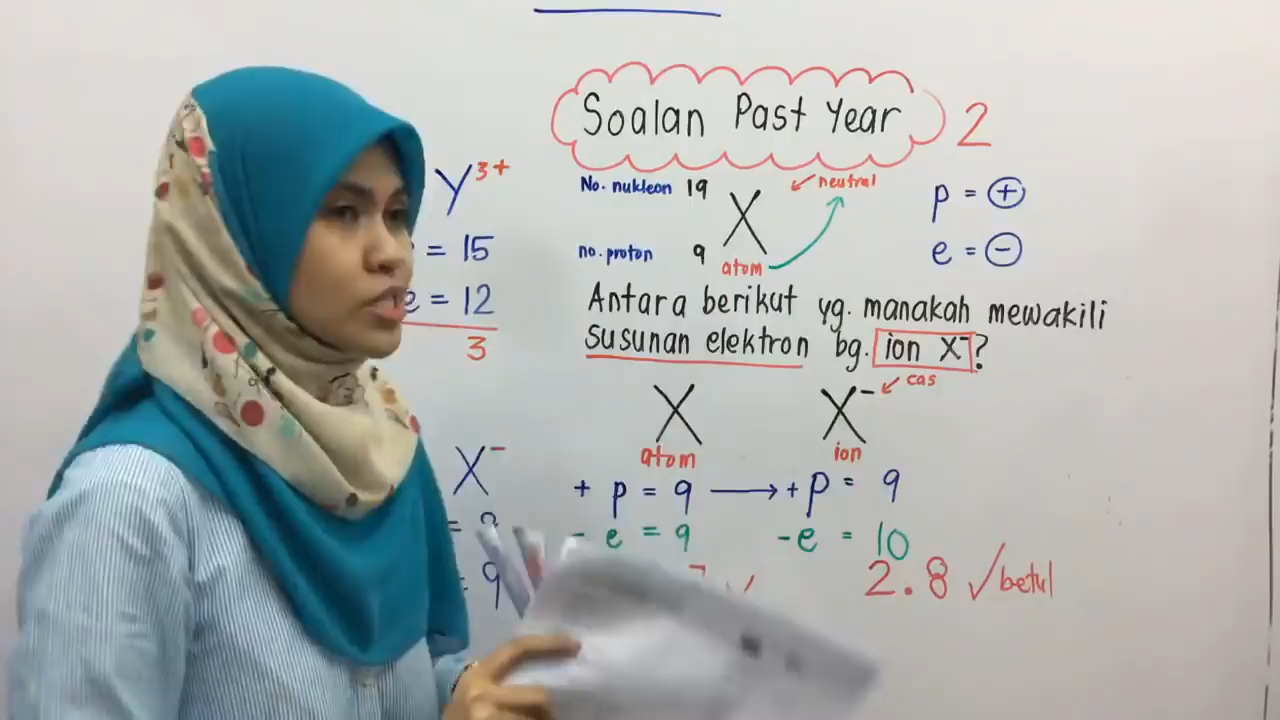 Soalan Past Year 2
No. nukleon 19 X neutral
no. proton 9
atom
p = +
e = -
Antara berikut yg. manakah mewakili
susunan elektron bg. ion X⁻?
X X⁻ cas
atom ion
+ p = 9 → + p = 9
- e = 9 - e = 10
2.8 ✓ betul
Y³⁺
= 15
e = 12
3
X⁻
= 9